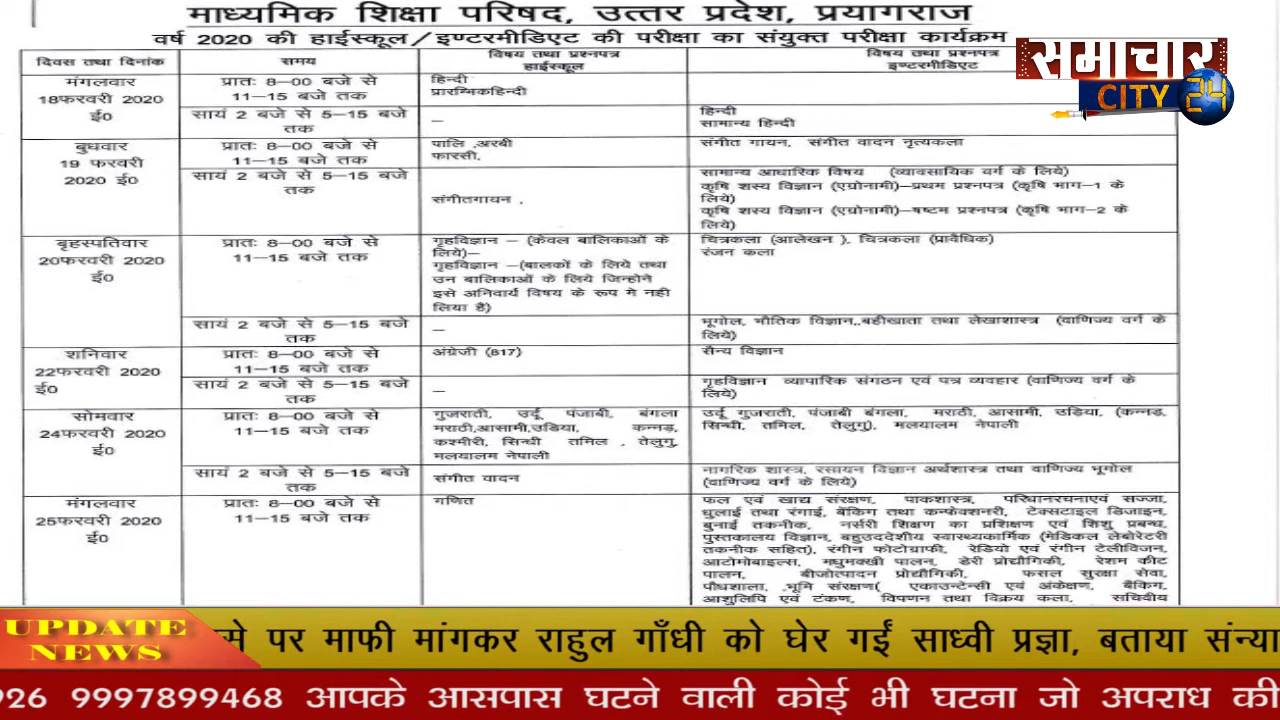 माध्यमिक शिक्षा परिषद, उत्तर प्रदेश, प्रयागराज
वर्ष 2020 की हाईस्कूल/इण्टरमीडिएट की परीक्षा का संयुक्त परीक्षा कार्यक्रम
समाचार
CITY 24
दिवस तथा दिनांक
समय
विषय तथा प्रश्नपत्र
हाईस्कूल
विषय तथा प्रश्नपत्र
इण्टरमीडिएट
मंगलवार
18फरवरी 2020
ई0
प्रातः 8–00 बजे से
11–15 बजे तक
हिन्दी
प्रारम्भिकहिन्दी
सायं 2 बजे से 5–15 बजे
तक
–
हिन्दी
सामान्य हिन्दी
बुधवार
19 फरवरी
2020 ई0
प्रातः 8–00 बजे से
11–15 बजे तक
पालि ,अरबी
फारसी,
संगीत गायन, संगीत वादन नृत्यकला
सायं 2 बजे से 5–15 बजे
तक
संगीतगायन ,
सामान्य आधारिक विषय (व्यावसायिक वर्ग के लिये)
कृषि शस्य विज्ञान (एग्रोनामी)–प्रथम प्रश्नपत्र (कृषि भाग–1 के
लिये)
कृषि शस्य विज्ञान (एग्रोनामी)–षष्टम प्रश्नपत्र (कृषि भाग–2 के
लिये)
बृहस्पतिवार
20फरवरी 2020
ई0
प्रातः 8–00 बजे से
11–15 बजे तक
गृहविज्ञान – (केवल बालिकाओं के
लिये)–
गृहविज्ञान –(बालकों के लिये तथा
उन बालिकाओं के लिये जिन्होने
इसे अनिवार्य विषय के रूप मे नही
लिया है)
चित्रकला (आलेखन ), चित्रकला (प्राविधिक)
रंजन कला
सायं 2 बजे से 5–15 बजे
तक
–
भूगोल, भौतिक विज्ञान,,बहीखाता तथा लेखाशास्त्र (वाणिज्य वर्ग के
लिये)
शनिवार
22फरवरी 2020
ई0
प्रातः 8–00 बजे से
11–15 बजे तक
अंग्रेजी (817)
सैन्य विज्ञान
सायं 2 बजे से 5–15 बजे
तक
–
गृहविज्ञान व्यापारिक संगठन एवं पत्र व्यवहार (वाणिज्य वर्ग के
लिये)
सोमवार
24फरवरी 2020
ई0
प्रातः 8–00 बजे से
11–15 बजे तक
गुजराती, उर्दू पंजाबी, बंगला
मराठी,आसामी,उडिया, कन्नड़,
कश्मीरी, सिन्धी तमिल , तेलुगु,
मलयालम नेपाली
उर्दू गुजराती, पंजाबी बंगला, मराठी, आसामी, उडिया, (कन्नड़,
सिन्धी, तमिल, तेलुगु), मलयालम नेपाली
सायं 2 बजे से 5–15 बजे
तक
संगीत वादन
नागरिक शास्त्र, रसायन विज्ञान अर्थशास्त्र तथा वाणिज्य भूगोल
(वाणिज्य वर्ग के लिये)
मंगलवार
25फरवरी 2020
ई0
प्रातः 8–00 बजे से
11–15 बजे तक
गणित
फल एवं खाद्य संरक्षण, पाकशास्त्र, परिधानरचनाएवं सज्जा,
धुलाई तथा रंगाई, बैंकिग तथा कन्फेक्शनरी, टेक्सटाइल डिजाइन,
बुनाई तकनीक, नर्सरी शिक्षण का प्रशिक्षण एवं शिशु प्रबन्ध,
पुस्तकालय विज्ञान, बहुउददेशीय स्वास्थ्यकार्मिक (मेडिकल लेबोरेटरी
तकनीक सहित), रंगीन फोटोग्राफी, रेडियो एवं रंगीन टेलीविजन,
आटोमोबाइल्स, मधुमक्खी पालन, डेरी प्रोद्यौगिकी, रेशम कीट
पालन, बीजोत्पादन प्रोद्यौगिकी, फसल सुरक्षा सेवा,
पौधशाला, ,भूमि संरक्षण( एकाउन्टेन्सी एवं अंकेक्षण, बैंकिग,
आशुलिपि एवं टंकण, विपणन तथा विक्रय कला, सचिवीय
UPDATE
NEWS
से पर माफी मांगकर राहुल गाँधी को घेर गईं साध्वी प्रज्ञा, बताया संन्या
926 9997899468 आपके आसपास घटने वाली कोई भी घटना जो अपराध की